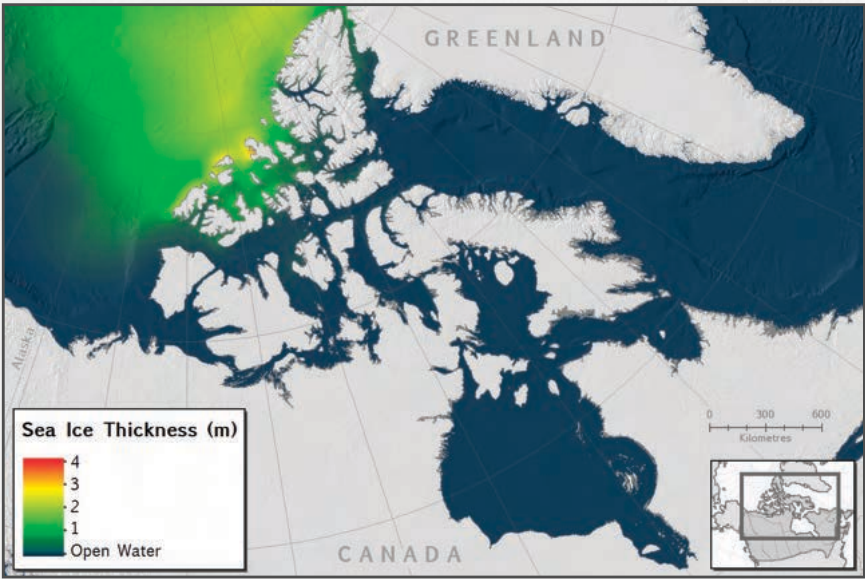 GREENLAND
Alaska
Sea Ice Thickness (m)
4
3
2
1
Open Water
0 300 600
Kilometres
CANADA